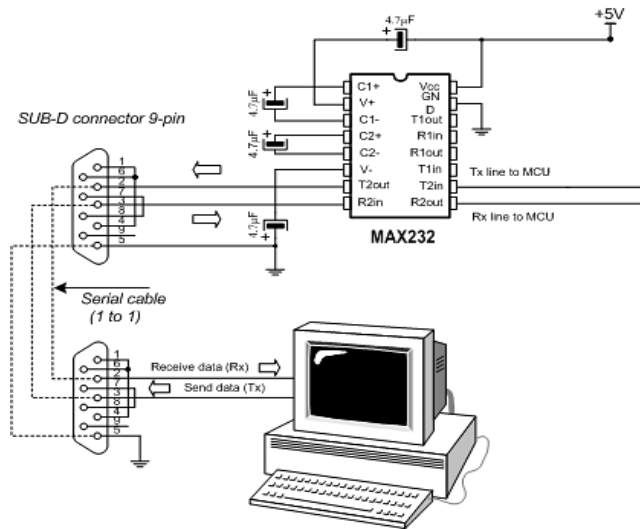 +5V
4.7µF
+
C1+
V+
C1-
C2+
C2-
V-
T2out
R2in
Vcc
GN
D
T1out
R1in
R1out
T1in
T2in
R2out
MAX232
4.7µF
+
4.7µF
+
4.7µF
+
Tx line to MCU
Rx line to MCU
SUB-D connector 9-pin
1
6
2
7
3
8
4
9
5
Serial cable
(1 to 1)
1
6
2
7
3
8
4
9
5
Receive data (Rx)
Send data (Tx)